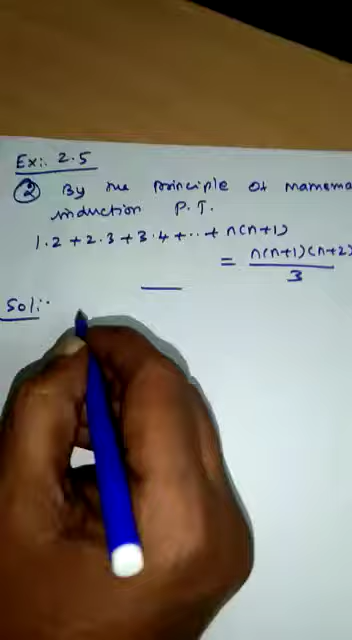 Ex:. 2.5
② By the principle of mathema
induction P.T.
1.2 + 2.3 + 3.4 + .. + n(n+1)
= n(n+1)(n+2)/3
Sol:.